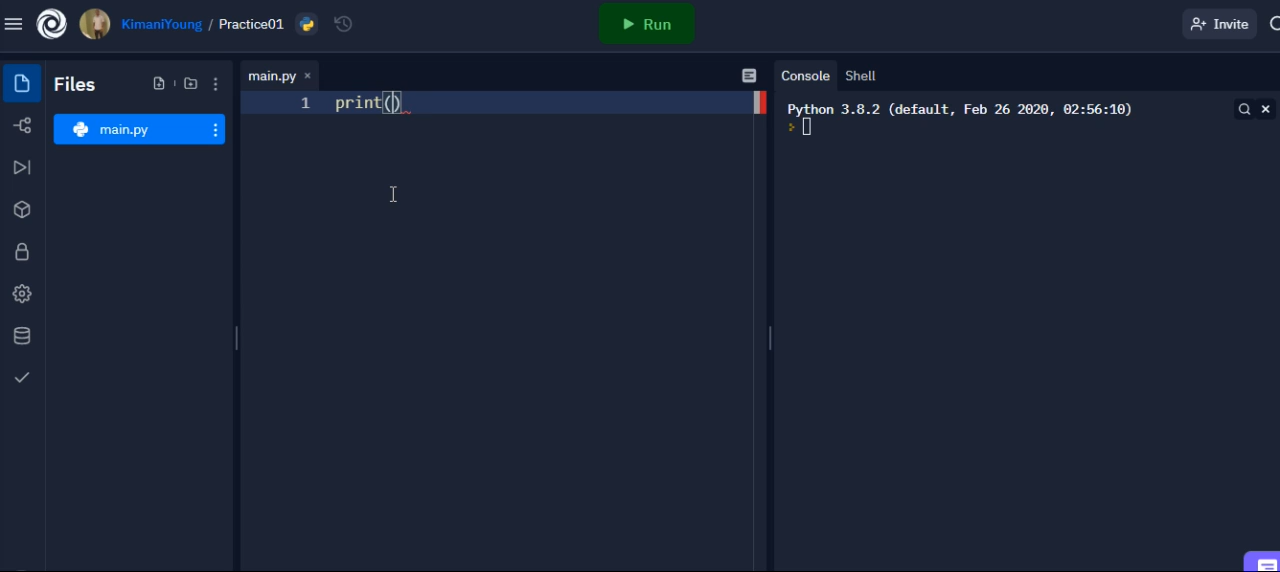 KimaniYoung / Practice01
Run
Invite
Files
main.py
main.py ×
1 print()
Console
Shell
Python 3.8.2 (default, Feb 26 2020, 02:56:10)